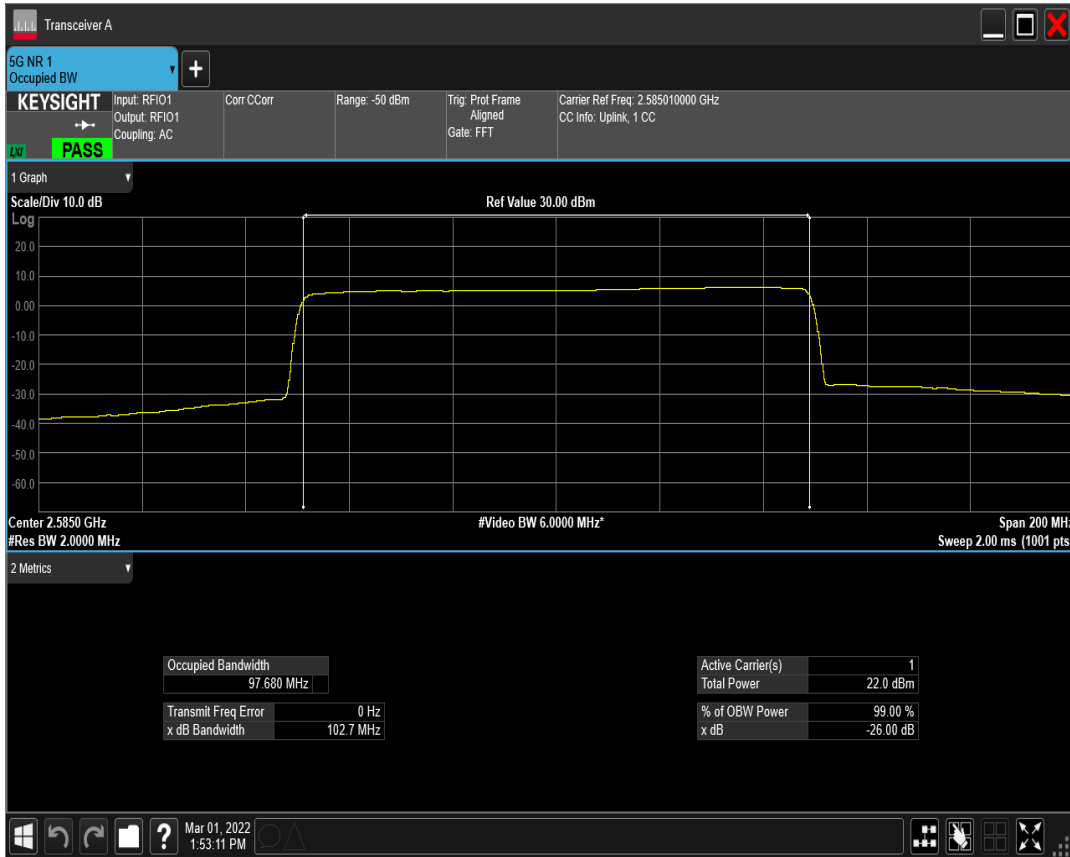 Transceiver A
5G NR 1
Occupied BW
+
KEYSIGHT
LXI
PASS
Input: RFIO1
Output: RFIO1
Coupling: AC
Corr CCorr
Range: -50 dBm
Trig: Prot Frame
Aligned
Gate: FFT
Carrier Ref Freq: 2.585010000 GHz
CC Info: Uplink, 1 CC
1 Graph
Scale/Div 10.0 dB
Ref Value 30.00 dBm
Log
20.0
10.0
0.00
-10.0
-20.0
-30.0
-40.0
-50.0
-60.0
Center 2.5850 GHz
#Video BW 6.0000 MHz*
Span 200 MHz
#Res BW 2.0000 MHz
Sweep 2.00 ms (1001 pts
2 Metrics
Occupied Bandwidth
97.680 MHz
Transmit Freq Error 0 Hz
x dB Bandwidth 102.7 MHz
Active Carrier(s) 1
Total Power 22.0 dBm
% of OBW Power 99.00 %
x dB -26.00 dB
?
Mar 01, 2022
1:53:11 PM